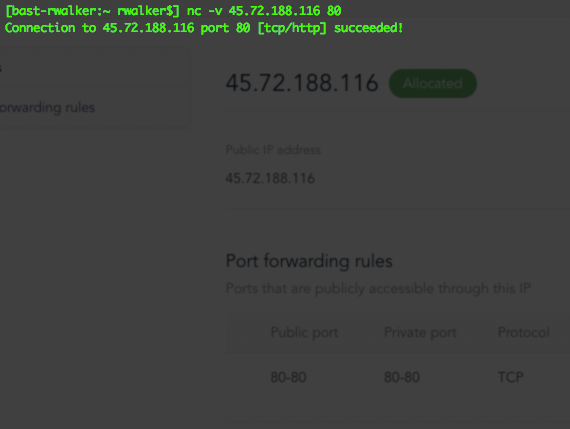 [bast-rwalker:~ rwalker$] nc -v 45.72.188.116 80
Connection to 45.72.188.116 port 80 [tcp/http] succeeded!
orwarding rules
45.72.188.116 Allocated
Public IP address
45.72.188.116
Port forwarding rules
Ports that are publicly accessible through this IP
Public port Private port Protocol
80-80 80-80 TCP